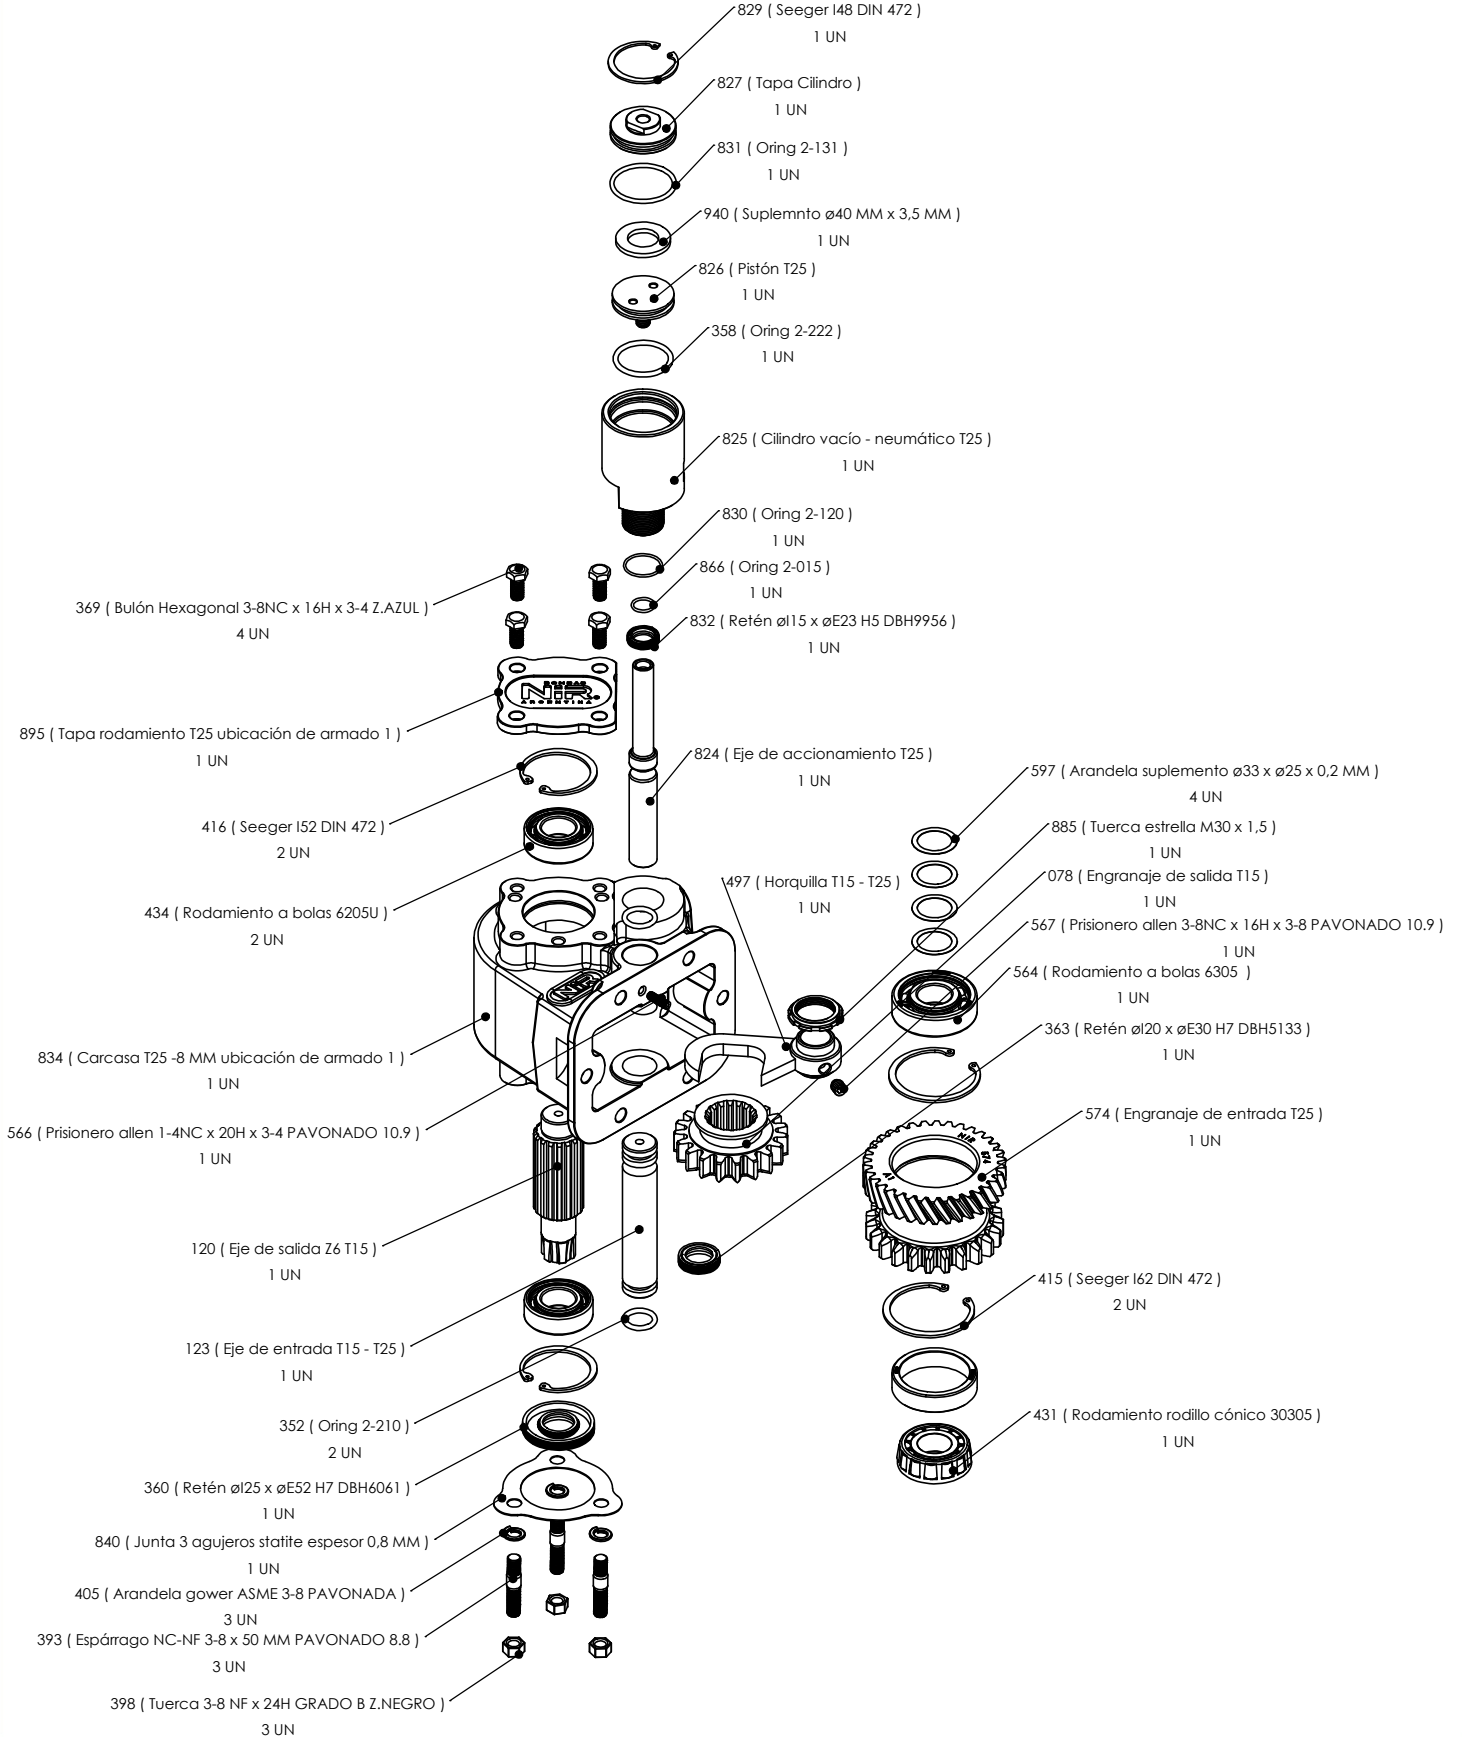 829 ( Seeger I48 DIN 472 )
1 UN
827 ( Tapa Cilindro )
1 UN
831 ( Oring 2-131 )
1 UN
940 ( Suplemnto ø40 MM x 3,5 MM )
1 UN
826 ( Pistón T25 )
1 UN
358 ( Oring 2-222 )
1 UN
825 ( Cilindro vacío - neumático T25 )
1 UN
830 ( Oring 2-120 )
1 UN
866 ( Oring 2-015 )
1 UN
832 ( Retén øI15 x øE23 H5 DBH9956 )
1 UN
369 ( Bulón Hexagonal 3-8NC x 16H x 3-4 Z.AZUL )
4 UN
BOMBAS
NIR
ARGENTINA
895 ( Tapa rodamiento T25 ubicación de armado 1 )
1 UN
824 ( Eje de accionamiento T25 )
1 UN
416 ( Seeger I52 DIN 472 )
2 UN
434 ( Rodamiento a bolas 6205U )
2 UN
597 ( Arandela suplemento ø33 x ø25 x 0,2 MM )
4 UN
885 ( Tuerca estrella M30 x 1,5 )
1 UN
078 ( Engranaje de salida T15 )
1 UN
497 ( Horquilla T15 - T25 )
1 UN
567 ( Prisionero allen 3-8NC x 16H x 3-8 PAVONADO 10.9 )
1 UN
564 ( Rodamiento a bolas 6305 )
1 UN
363 ( Retén øI20 x øE30 H7 DBH5133 )
1 UN
NIR
834 ( Carcasa T25 -8 MM ubicación de armado 1 )
1 UN
566 ( Prisionero allen 1-4NC x 20H x 3-4 PAVONADO 10.9 )
1 UN
574 ( Engranaje de entrada T25 )
1 UN
NIR
574
A1
120 ( Eje de salida Z6 T15 )
1 UN
123 ( Eje de entrada T15 - T25 )
1 UN
415 ( Seeger I62 DIN 472 )
2 UN
352 ( Oring 2-210 )
2 UN
431 ( Rodamiento rodillo cónico 30305 )
1 UN
360 ( Retén øI25 x øE52 H7 DBH6061 )
1 UN
840 ( Junta 3 agujeros statite espesor 0,8 MM )
1 UN
405 ( Arandela gower ASME 3-8 PAVONADA )
3 UN
393 ( Espárrago NC-NF 3-8 x 50 MM PAVONADO 8.8 )
3 UN
398 ( Tuerca 3-8 NF x 24H GRADO B Z.NEGRO )
3 UN